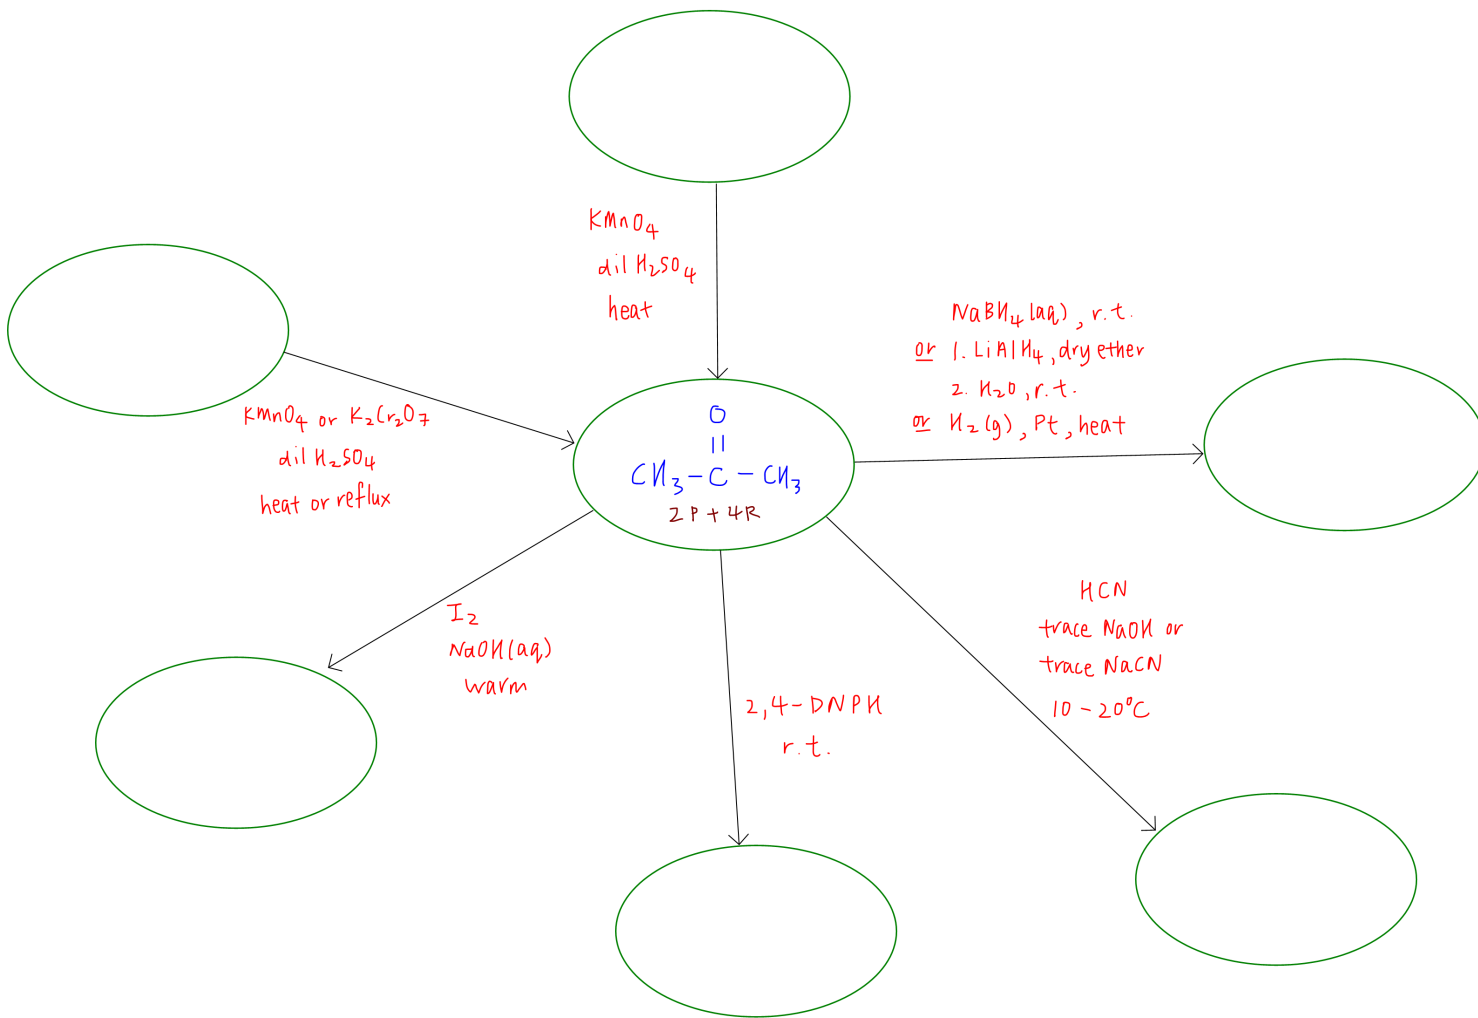 KMnO₄
dil H₂SO₄
heat
NaBH₄(aq), r.t.
or 1. LiAlH₄, dry ether
2. H₂O, r.t.
or H₂(g), Pt, heat
KMnO₄ or K₂Cr₂O₇
dil H₂SO₄
heat or reflux
O
||
CH₃–C–CH₃
2P + 4R
I₂
NaOH(aq)
warm
HCN
trace NaOH or
trace NaCN
10–20°C
2,4-DNPH
r.t.